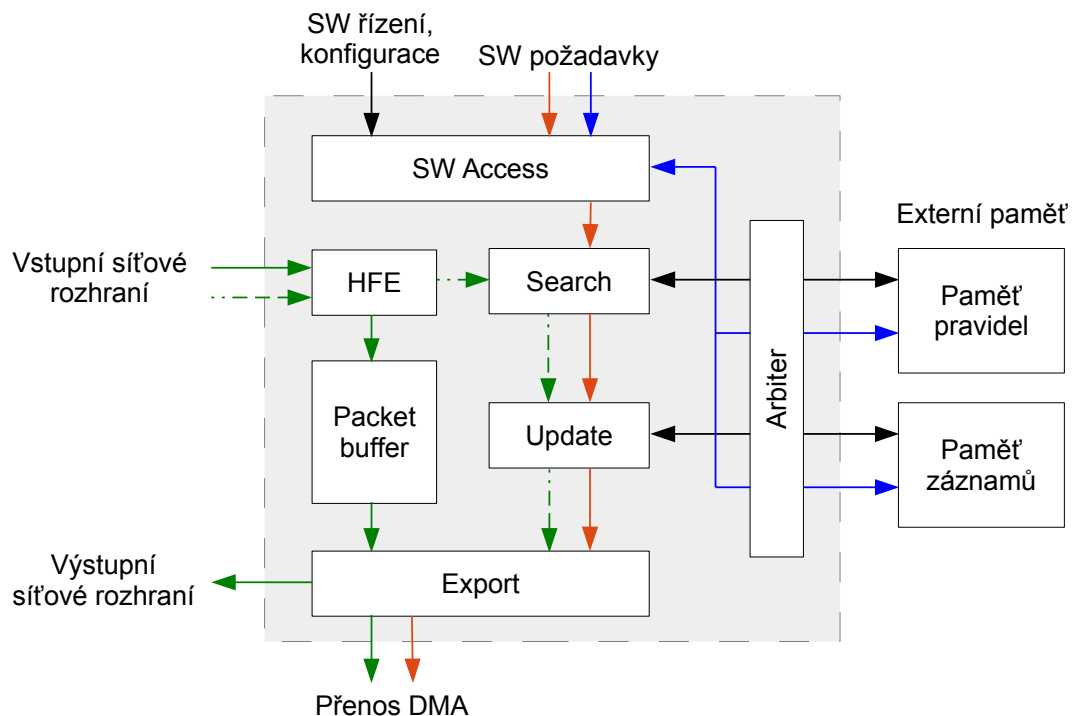 SW řízení,
konfigurace
SW požadavky
SW Access
Externí paměť
Vstupní síťové
rozhraní
HFE
Search
Paměť
pravidel
Arbiter
Packet
buffer
Update
Paměť
záznamů
Výstupní
síťové rozhraní
Export
Přenos DMA